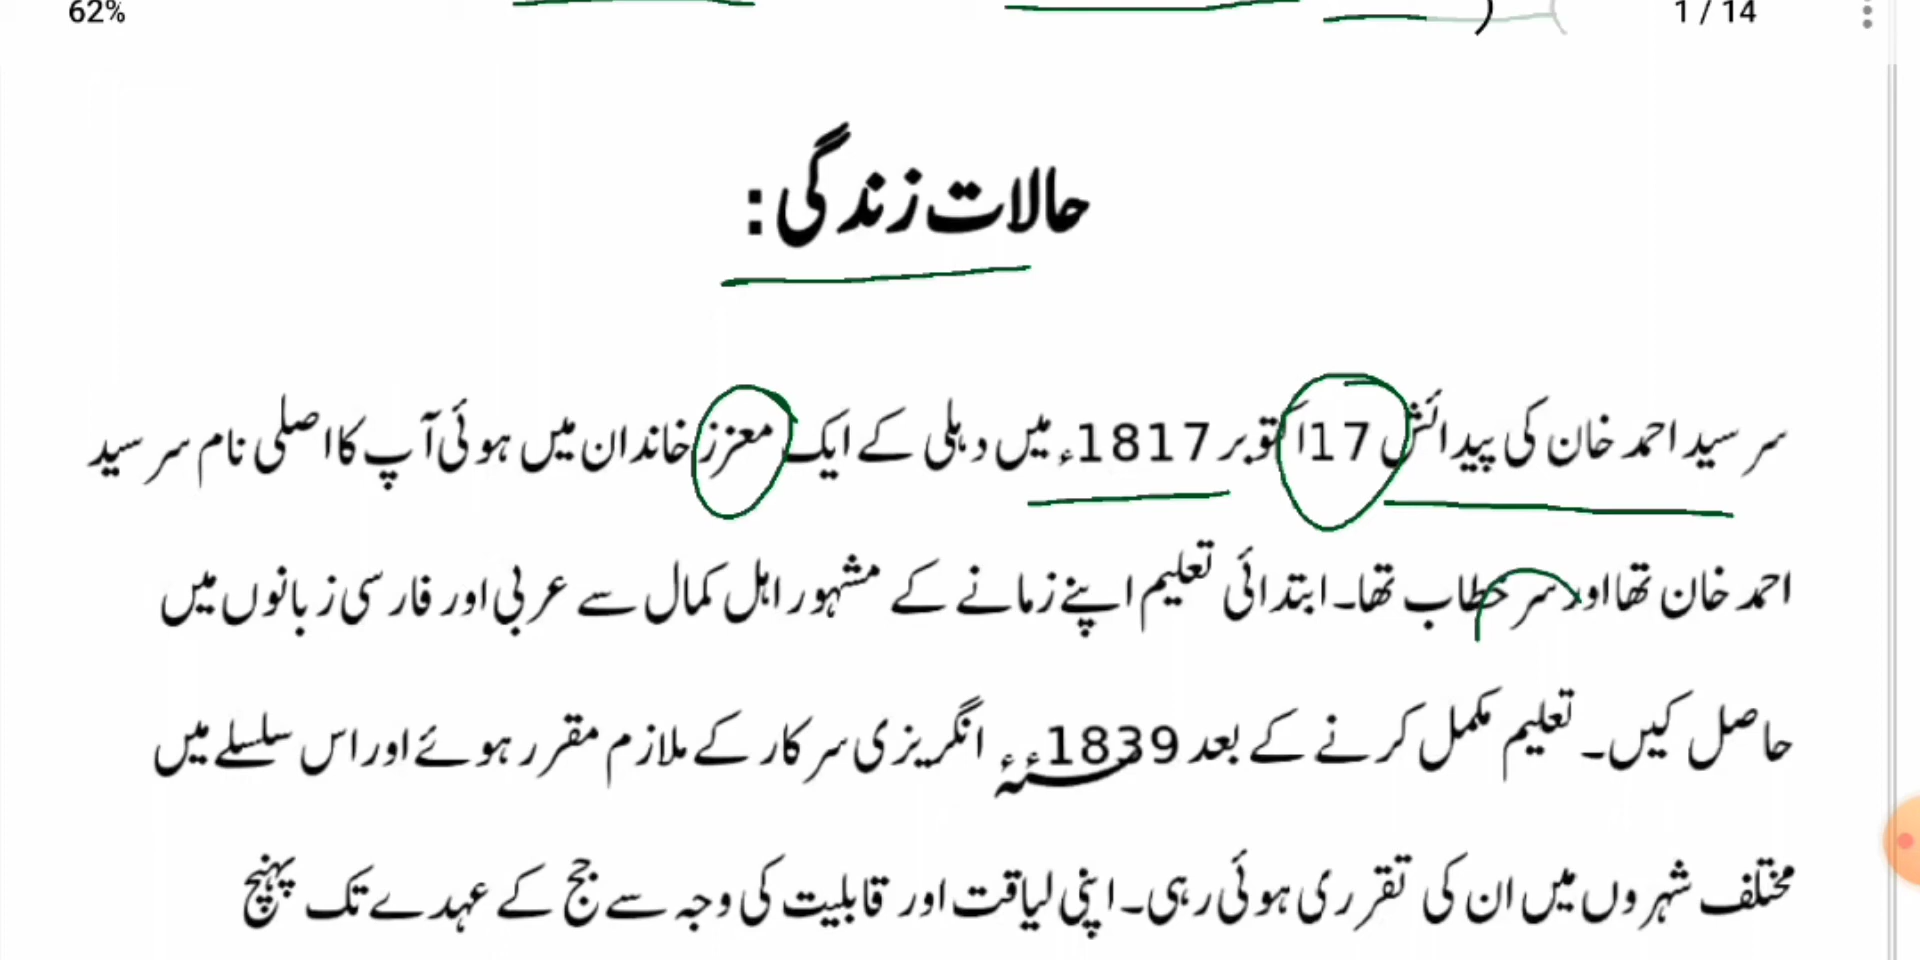 62%
1 / 14
حالات زندگی:
سر سید احمد خان کی پیدائش 17اکتوبر 1817ء میں دہلی کے ایک معزز خاندان میں ہوئی آپ کا اصلی نام سر سید
احمد خان تھا اور سر خطاب تھا۔ ابتدائی تعلیم اپنے زمانے کے مشہور اہل کمال سے عربی اور فارسی زبانوں میں
حاصل کیں۔ تعلیم مکمل کرنے کے بعد 1839؁ءء انگریزی سرکار کے ملازم مقرر ہوئے اور اس سلسلے میں
مختلف شہروں میں ان کی تقرری ہوئی رہی۔ اپنی لیاقت اور قابلیت کی وجہ سے جج کے عہدے تک پہنچ